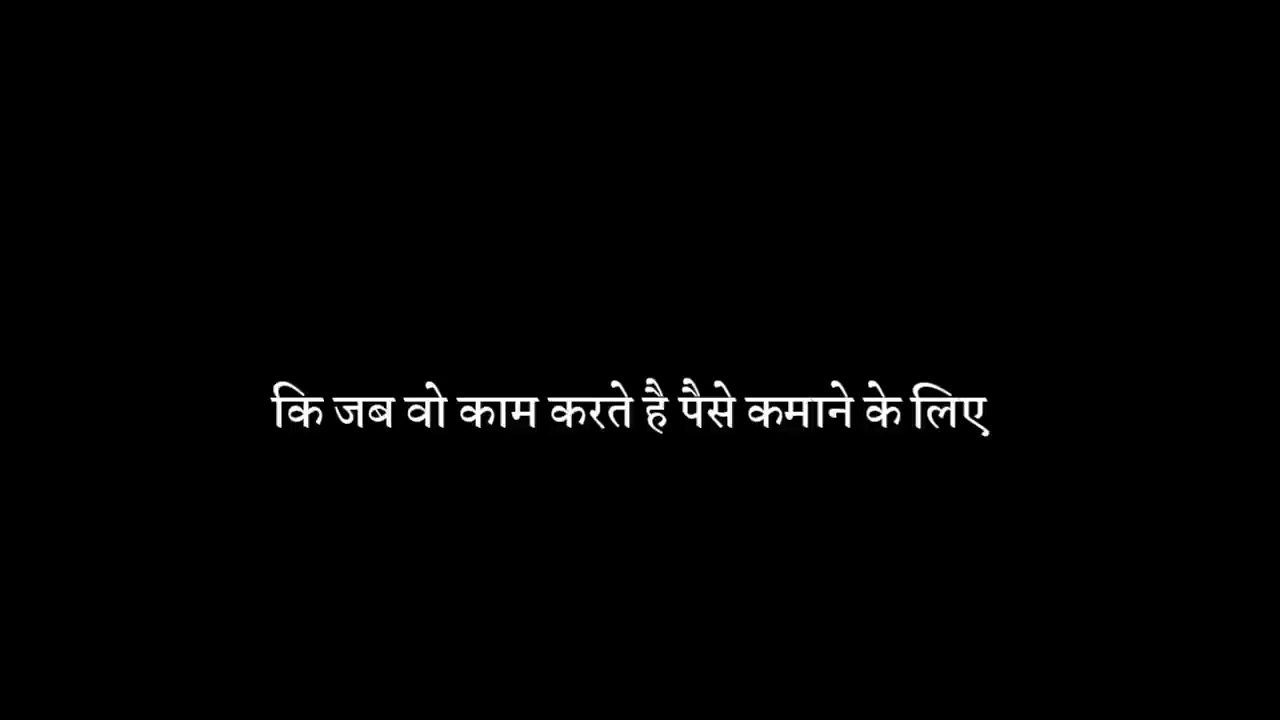 कि जब वो काम करते है पैसे कमाने के लिए